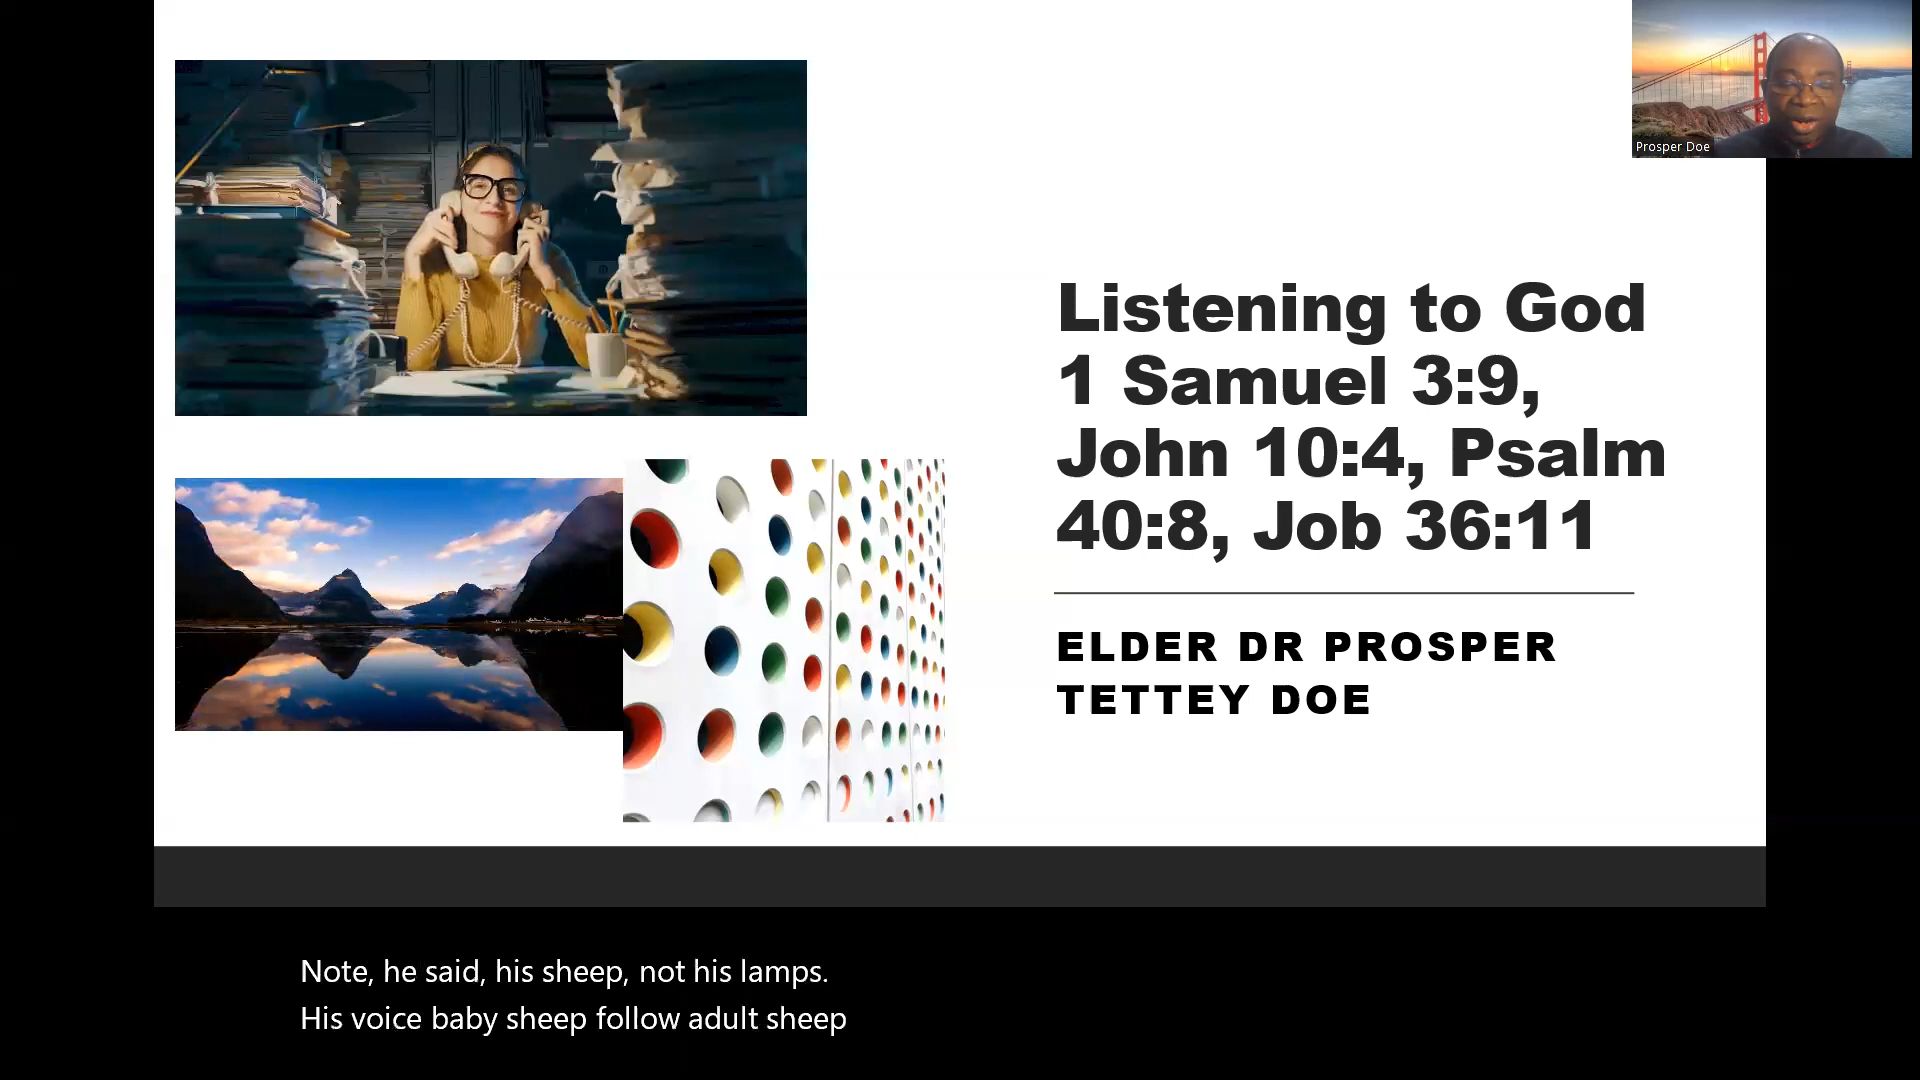 Prosper Doe
Listening to God
1 Samuel 3:9,
John 10:4, Psalm
40:8, Job 36:11
ELDER DR PROSPER
TETTEY DOE
Note, he said, his sheep, not his lamps.
His voice baby sheep follow adult sheep